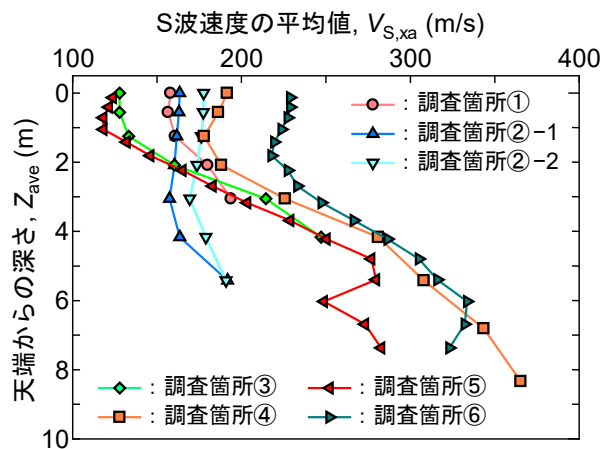 S波速度の平均値, V_S,xa (m/s)
100 200 300 400
0
2
4
6
8
10
天端からの深さ, Z_ave (m)
: 調査箇所①
: 調査箇所②-1
: 調査箇所②-2
: 調査箇所③ : 調査箇所⑤
: 調査箇所④ : 調査箇所⑥